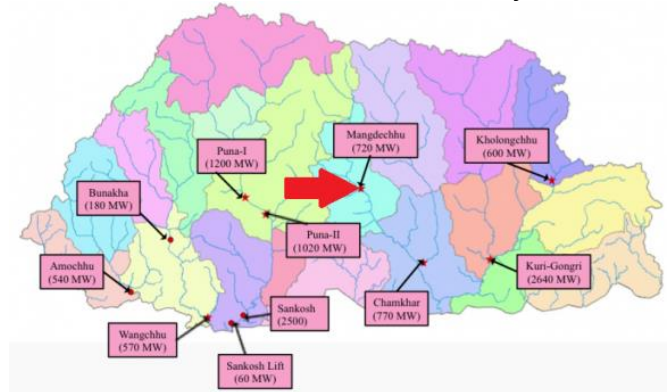 Mangdechhu
(720 MW)
Kholongchhu
(600 MW)
Puna-I
(1200 MW)
Bunakha
(180 MW)
Puna-II
(1020 MW)
Amochhu
(540 MW)
Kuri-Gongri
(2640 MW)
Sankosh
(2500)
Chamkhar
(770 MW)
Wangchhu
(570 MW)
Sankosh Lift
(60 MW)